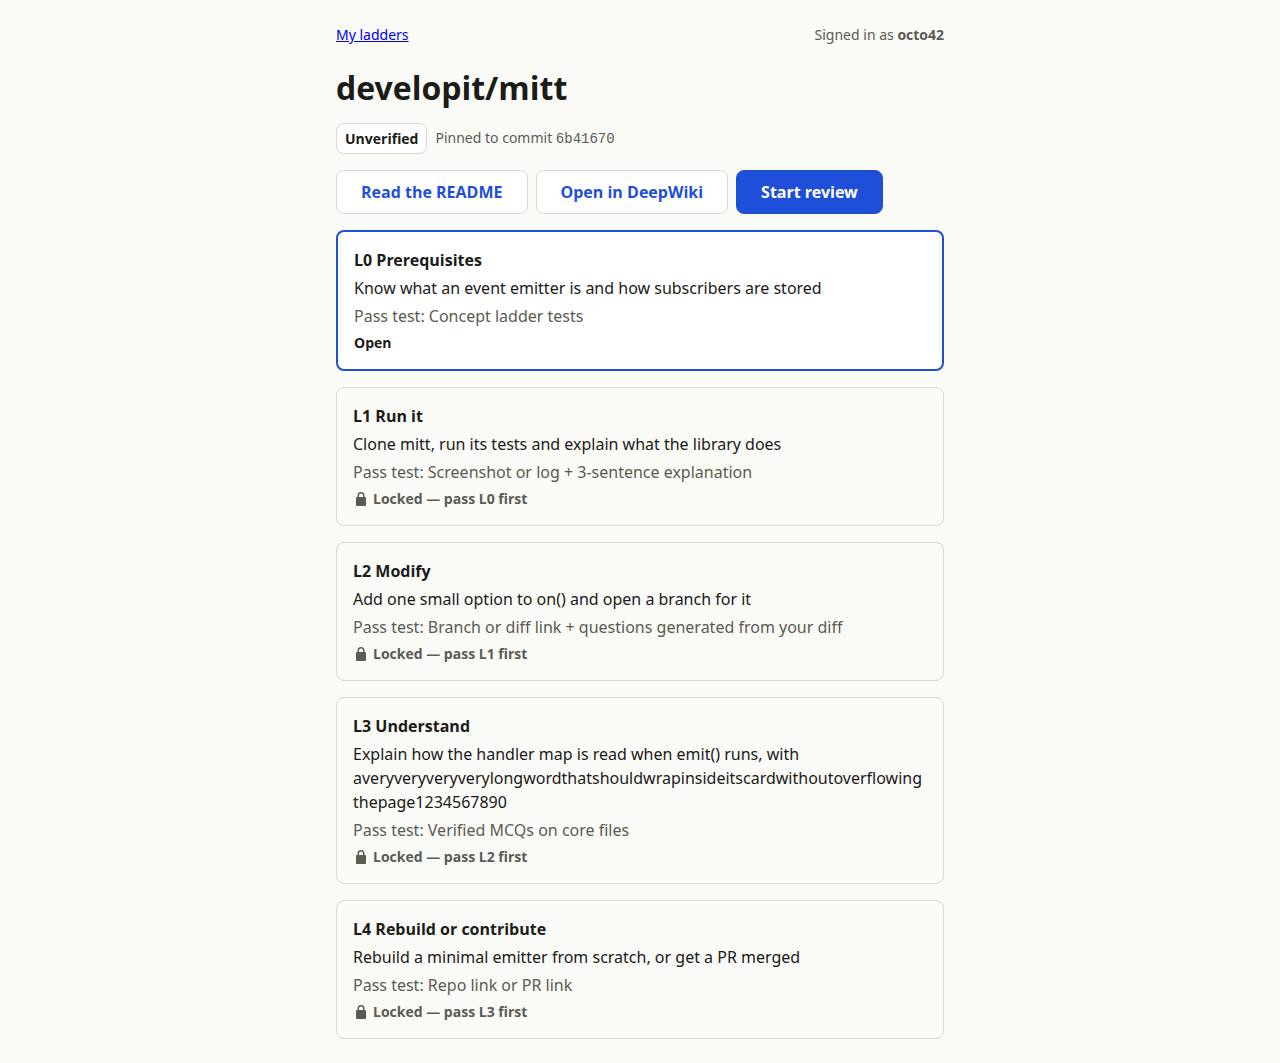 My ladders
Signed in as octo42
developit/mitt
Unverified
Pinned to commit 6b41670
Read the README
Open in DeepWiki
Start review
L0 Prerequisites
Know what an event emitter is and how subscribers are stored
Pass test: Concept ladder tests
Open
L1 Run it
Clone mitt, run its tests and explain what the library does
Pass test: Screenshot or log + 3-sentence explanation
Locked — pass L0 first
L2 Modify
Add one small option to on() and open a branch for it
Pass test: Branch or diff link + questions generated from your diff
Locked — pass L1 first
L3 Understand
Explain how the handler map is read when emit() runs, with
averyveryveryverylongwordthatshouldwrapinsideitscardwithoutoverflowing
thepage1234567890
Pass test: Verified MCQs on core files
Locked — pass L2 first
L4 Rebuild or contribute
Rebuild a minimal emitter from scratch, or get a PR merged
Pass test: Repo link or PR link
Locked — pass L3 first